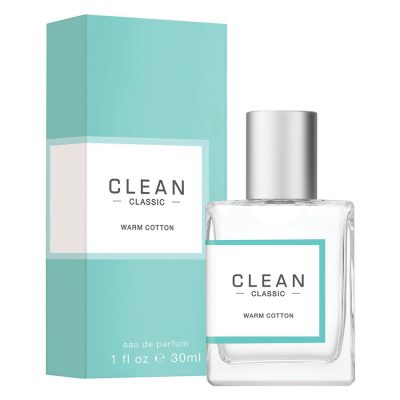 CLEAN
— CLASSIC —
WARM COTTON
eau de parfum
1 fl oz ℮ 30ml
CLEAN
— CLASSIC —
WARM COTTON